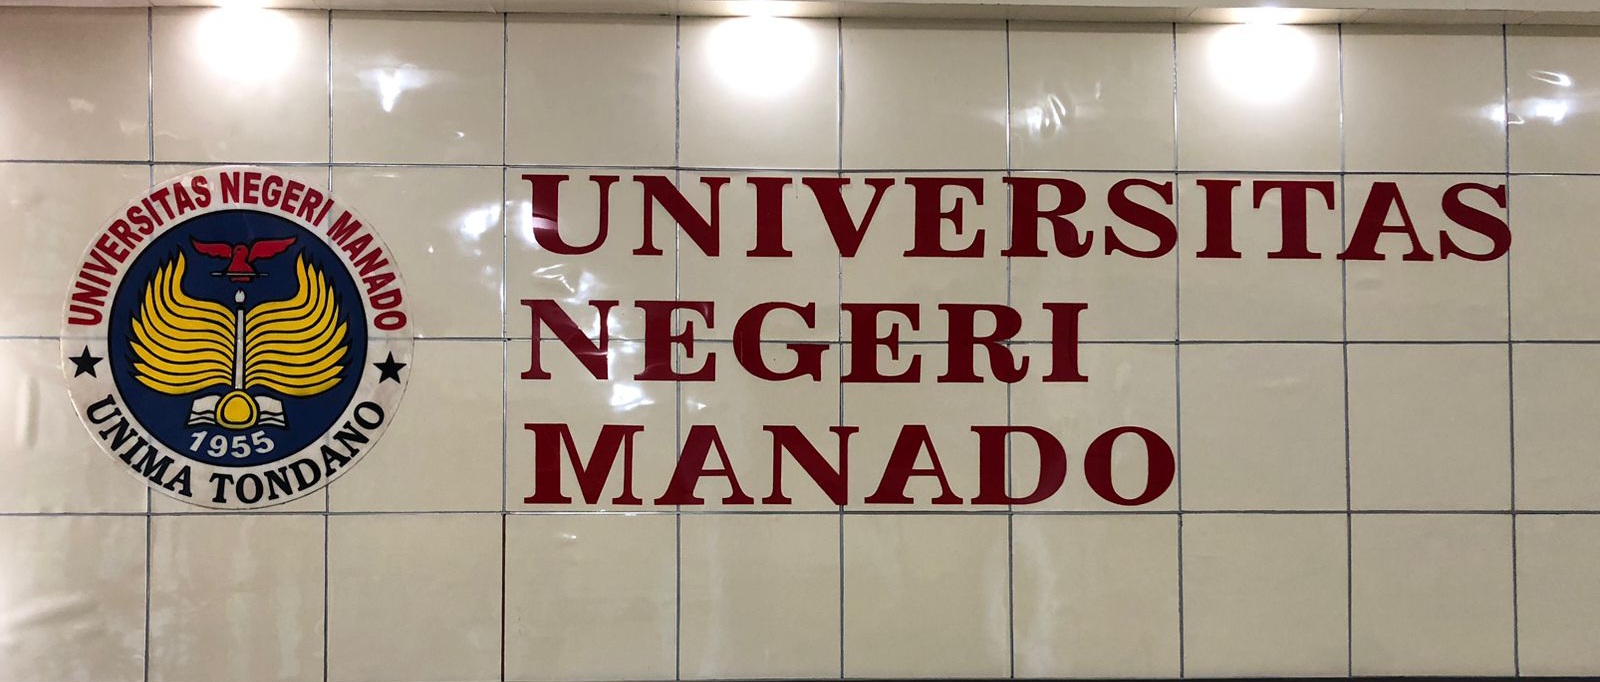 UNIVERSITAS NEGERI MANADO
1955
UNIMA TONDANO
UNIVERSITAS
NEGERI
MANADO